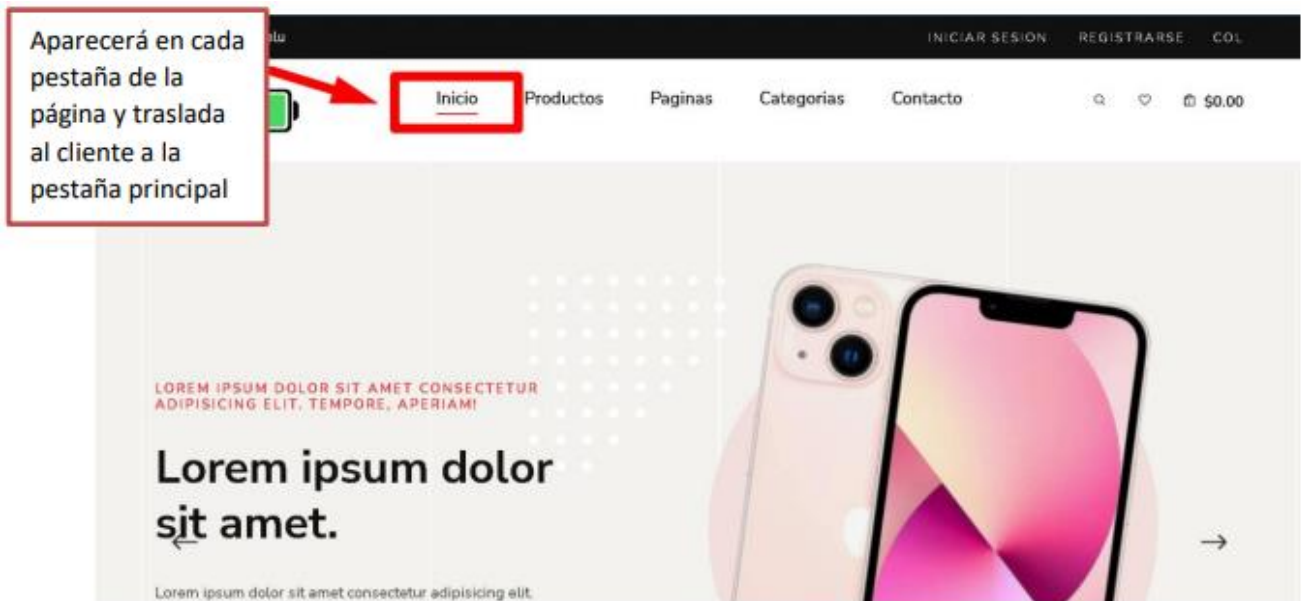 Aparecerá en cada
pestaña de la
página y traslada
al cliente a la
pestaña principal
INICIAR SESION REGISTRARSE COL
Inicio Productos Paginas Categorias Contacto $0.00
LOREM IPSUM DOLOR SIT AMET CONSECTETUR
ADIPISICING ELIT. TEMPORE, APERIAM!
Lorem ipsum dolor
sit amet.
Lorem ipsum dolor sit amet consectetur adipisicing elit.